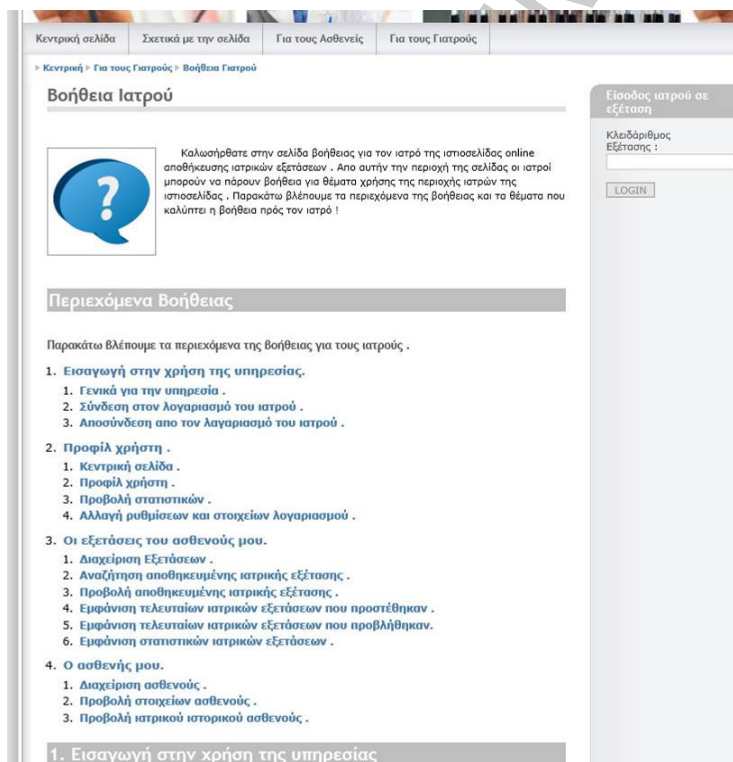 Κεντρική σελίδα
Σχετικά με την σελίδα
Για τους Ασθενείς
Για τους Γιατρούς
Κεντρική Για τους Γιατρούς Βοήθεια Γιατρού
Βοήθεια Ιατρού
Καλωσήρθατε στην σελίδα βοήθειας για τον ιατρό της ιστιοσελίδας online
αποθήκευσης ιατρικών εξετάσεων . Απο αυτήν την περιοχή της σελίδας οι ιατροί
μπορούν να πάρουν βοήθεια για θέματα χρήσης της περιοχής ιατρών της
ιστιοσελίδας . Παρακάτω βλέπουμε τα περιεχόμενα της βοήθειας και τα θέματα που
καλύπτει η βοήθεια πρός τον ιατρό !
Περιεχόμενα Βοήθειας
Παρακάτω βλέπουμε τα περιεχόμενα της βοήθειας για τους ιατρούς .
1. Εισαγωγή στην χρήση της υπηρεσίας.
1. Γενικά για την υπηρεσία .
2. Σύνδεση στον λογαριασμό του ιατρού .
3. Αποσύνδεση απο τον λαγαριασμό του ιατρού .
2. Προφίλ χρήστη .
1. Κεντρική σελίδα .
2. Προφίλ χρήστη .
3. Προβολή στατιστικών .
4. Αλλαγή ρυθμίσεων και στοιχείων λογαριασμού .
3. Οι εξετάσεις του ασθενούς μου.
1. Διαχείριση Εξετάσεων .
2. Αναζήτηση αποθηκευμένης ιατρικής εξέτασης .
3. Προβολή αποθηκευμένης ιατρικής εξέτασης .
4. Εμφάνιση τελευταίων ιατρικών εξετάσεων που προστέθηκαν .
5. Εμφάνιση τελευταίων ιατρικών εξετάσεων που προβλήθηκαν.
6. Εμφάνιση στατιστικών ιατρικών εξετάσεων .
4. Ο ασθενής μου.
1. Διαχείριση ασθενούς .
2. Προβολή στοιχείων ασθενούς .
3. Προβολή ιατρικού ιστορικού ασθενούς .
1. Εισαγωγή στην χρήση της υπηρεσίας
Είσοδος ιατρού σε
εξέταση
Κλειδάριθμος
Εξέτασης :
LOGIN